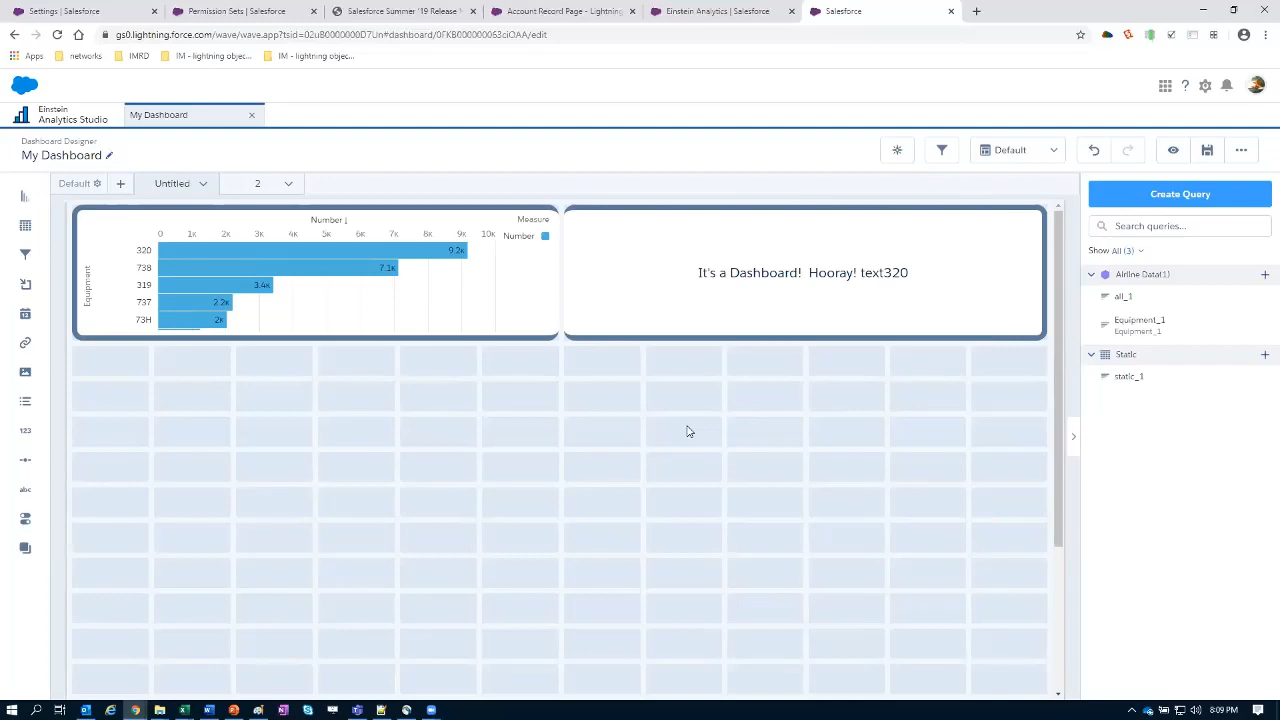 Settings | Salesforce
Permission Sets | Salesforce
Salesforce Summer '19 Release
Account Record Page - Lightning
Einstein Analytics | Salesforce
Salesforce
gs0.lightning.force.com/wave/wave.app?tsid=02uB0000000D7Un#dashboard/0FKB0000000063ciOAA/edit
Apps
networks
IMRD
IM - lightning objec...
IM - lightning objec...
Einstein
Analytics Studio
My Dashboard
Dashboard Designer
My Dashboard
Default
Default
Untitled
2
Create Query
Search queries...
Show All (3)
Airline Data(1)
all_1
Equipment_1
Equipment_1
Static
static_1
Number ↓
0 1K 2K 3K 4K 5K 6K 7K 8K 9K 10K
Measure
Number
Equipment
320 9.2K
738 7.1K
319 3.4K
737 2.2K
73H 2K
It's a Dashboard! Hooray! text320
123
abc
8:09 PM